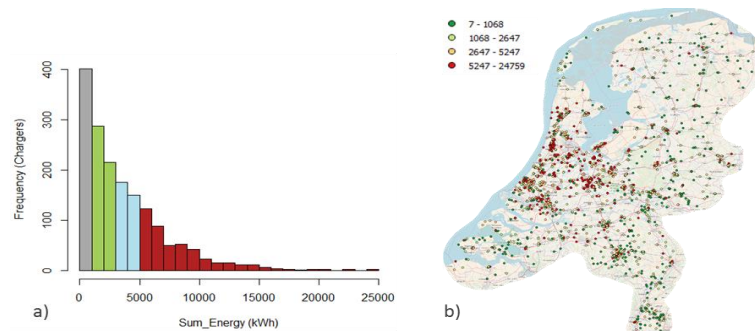 400
300
200
100
0
Frequency (Chargers)
0 5000 10000 15000 20000 25000
Sum_Energy (kWh)
a)
7 - 1068
1068 - 2647
2647 - 5247
5247 - 24759
b)